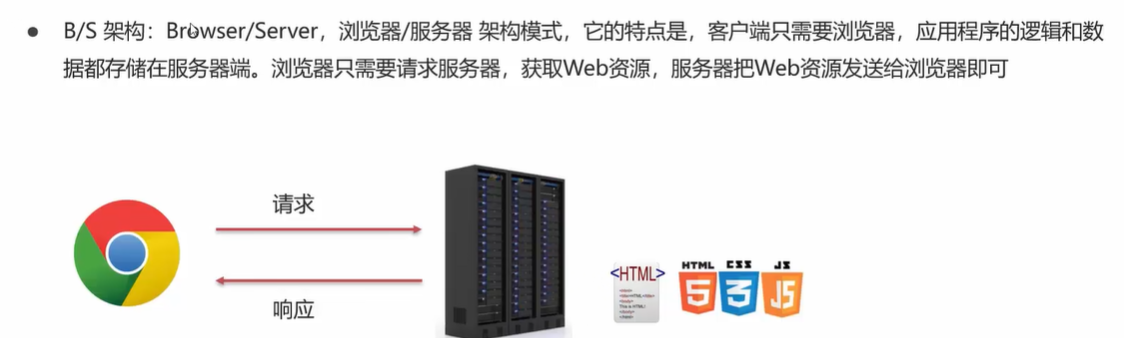 B/S 架构：Browser/Server，浏览器/服务器 架构模式，它的特点是，客户端只需要浏览器，应用程序的逻辑和数
据都存储在服务器端。浏览器只需要请求服务器，获取Web资源，服务器把Web资源发送给浏览器即可
请求
响应
<HTML>
HTML CSS JS
5 3 JS